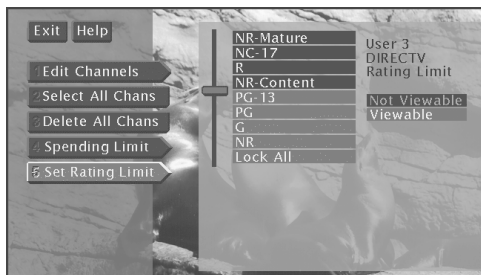 Exit Help
1 Edit Channels
2 Select All Chans
3 Delete All Chans
4 Spending Limit
5 Set Rating Limit
NR-Mature
NC-17
R
NR-Content
PG-13
PG
G
NR
Lock All
User 3
DIRECTV
Rating Limit
Not Viewable
Viewable